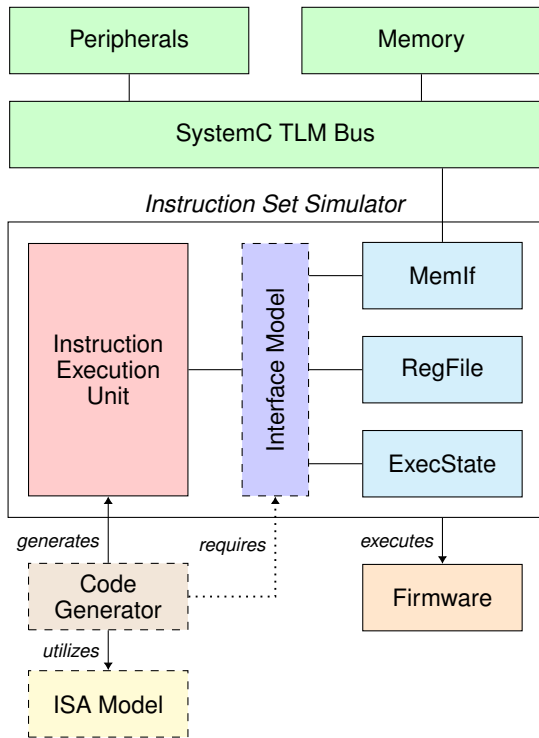 Peripherals
Memory
SystemC TLM Bus
Instruction Set Simulator
Instruction
Execution
Unit
Interface Model
MemIf
RegFile
ExecState
generates
requires
executes
Code
Generator
Firmware
utilizes
ISA Model